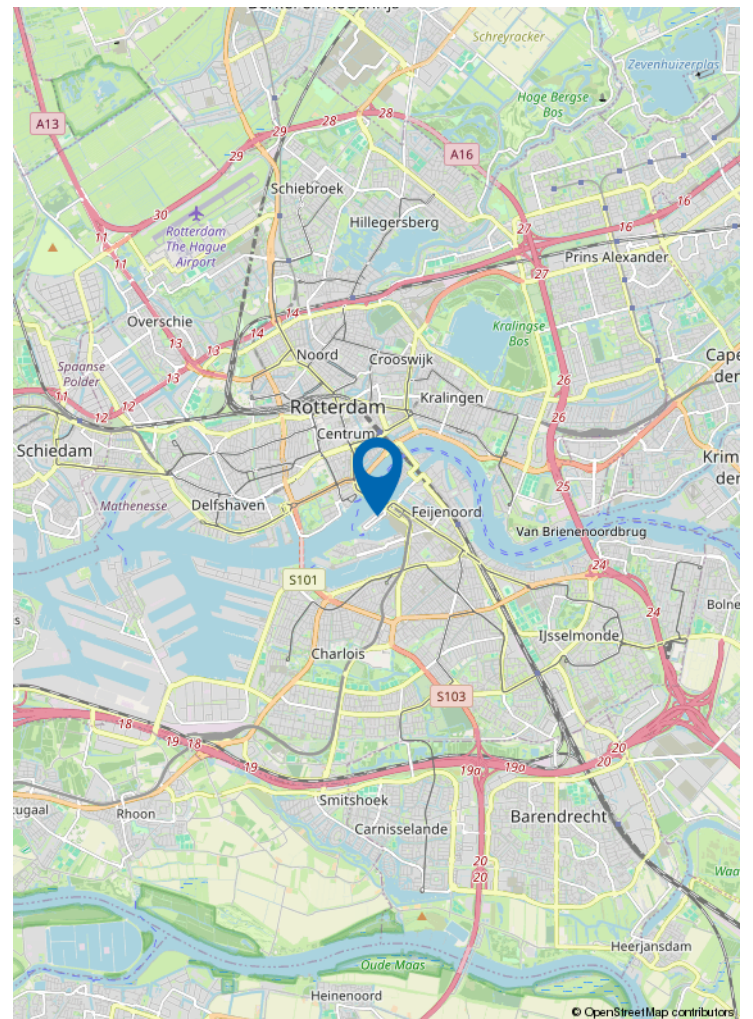 Schreyracker
Zevenhuizerplas
Hoge Bergse
Bos
A13
28
28
29
A16
29
Schiebroek
30
Hillegersberg
16
16
Rotterdam
The Hague
Airport
11
27
Prins Alexander
11
27
14
Overschie
14
Kralingse
Bos
13
Noord
Crooswijk
13
Spaanse
Polder
13
26
Kralingen
11
12
12
Rotterdam
26
Centrum
Schiedam
25
Mathenesse
Delfshaven
Feijenoord
Van Brienenoordbrug
24
S101
24
IJsselmonde
Charlois
S103
18
19
18
20
19
19a
19a
20
20
Smitshoek
Rhoon
Barendrecht
Carnisselande
20
20
Heerjansdam
Oude Maas
Heinenoord
© OpenStreetMap contributors